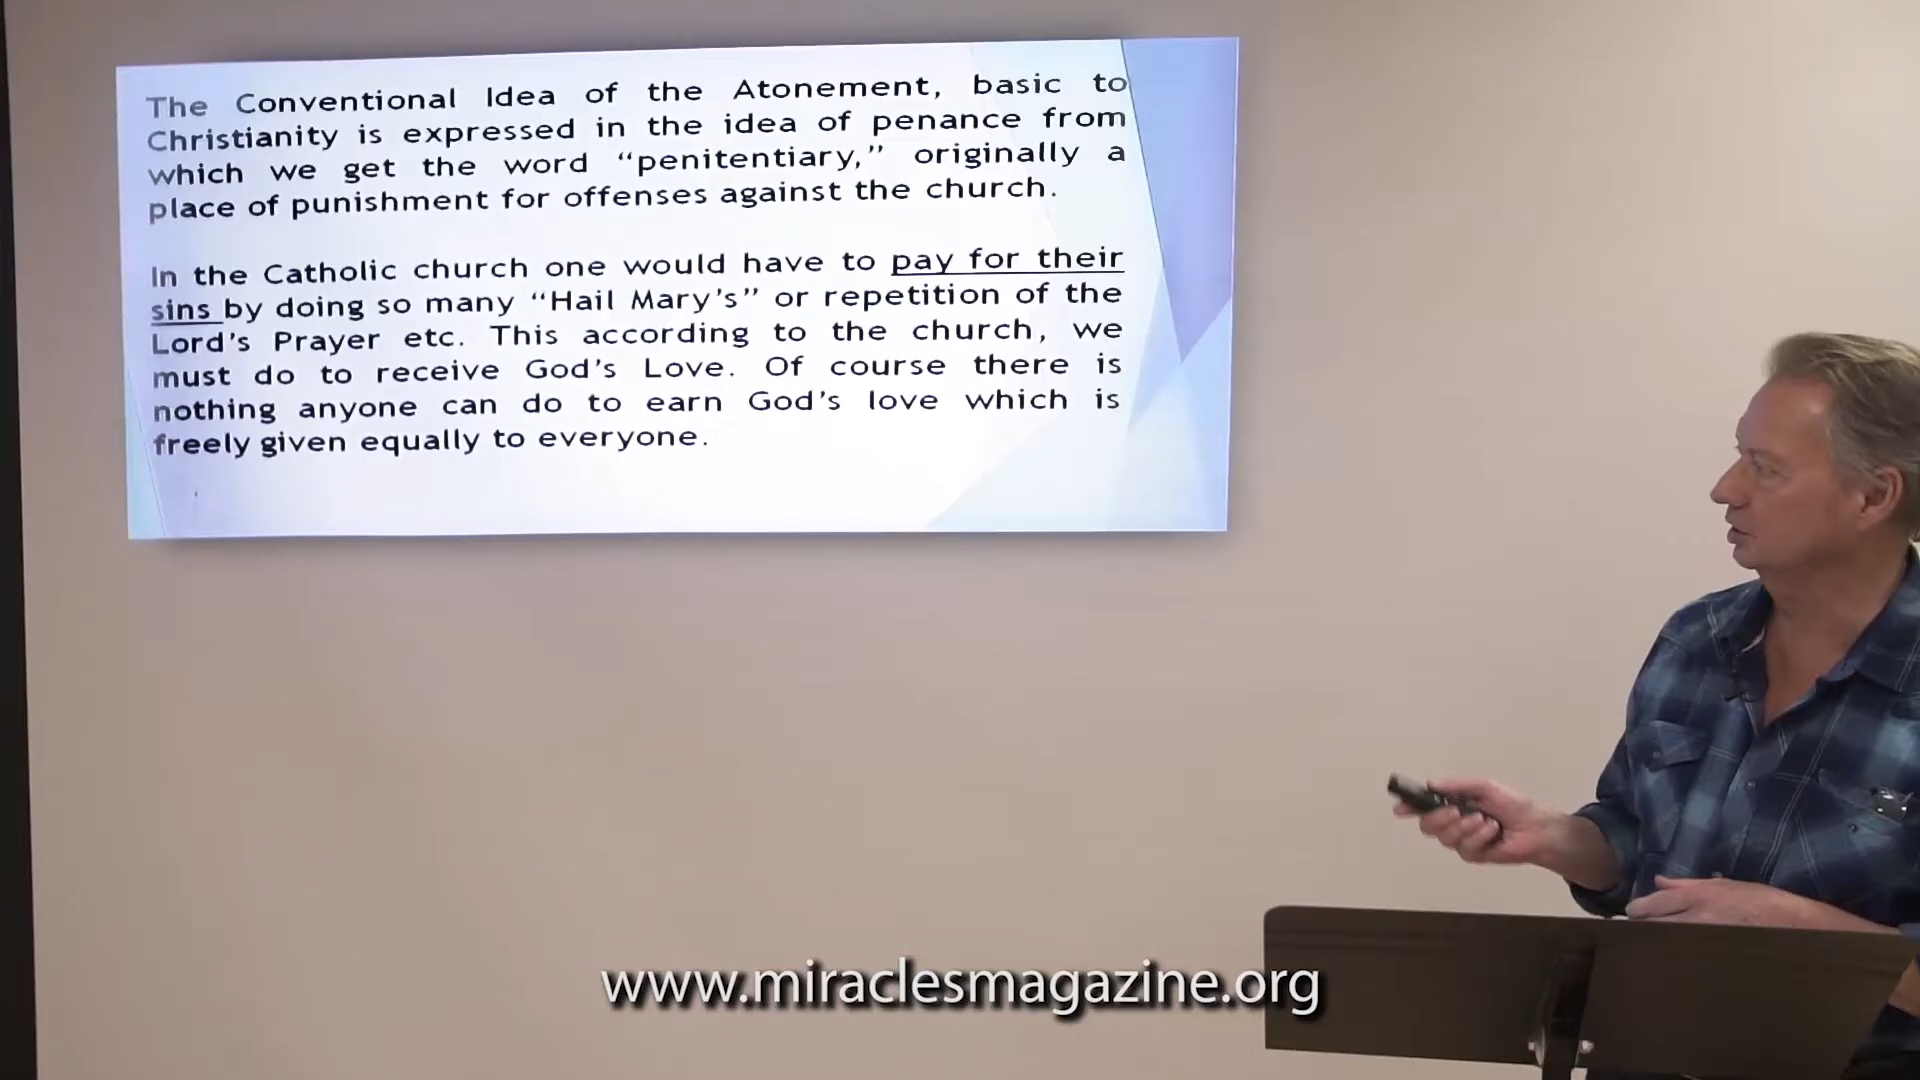 The Conventional Idea of the Atonement, basic to
Christianity is expressed in the idea of penance from
which we get the word “penitentiary,” originally a
place of punishment for offenses against the church.
In the Catholic church one would have to pay for their
sins by doing so many “Hail Mary’s” or repetition of the
Lord’s Prayer etc. This according to the church, we
must do to receive God’s Love. Of course there is
nothing anyone can do to earn God’s love which is
freely given equally to everyone.
www.miraclesmagazine.org